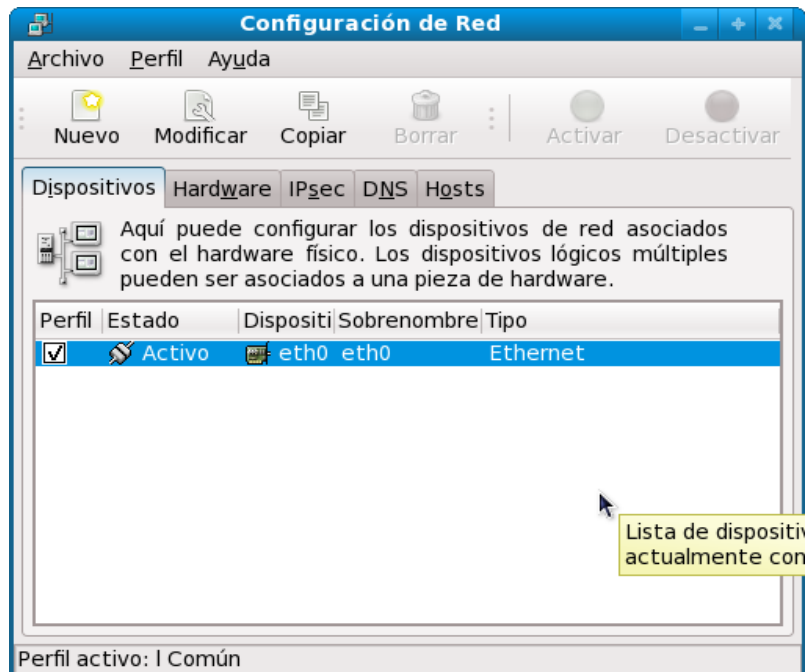 Configuración de Red
Archivo Perfil Ayuda
Nuevo Modificar Copiar Borrar Activar Desactivar
Dispositivos Hardware IPsec DNS Hosts
Aquí puede configurar los dispositivos de red asociados
con el hardware físico. Los dispositivos lógicos múltiples
pueden ser asociados a una pieza de hardware.
Perfil Estado Dispositi Sobrenombre Tipo
Activo eth0 eth0 Ethernet
Lista de dispositiv
actualmente con
Perfil activo: l Común